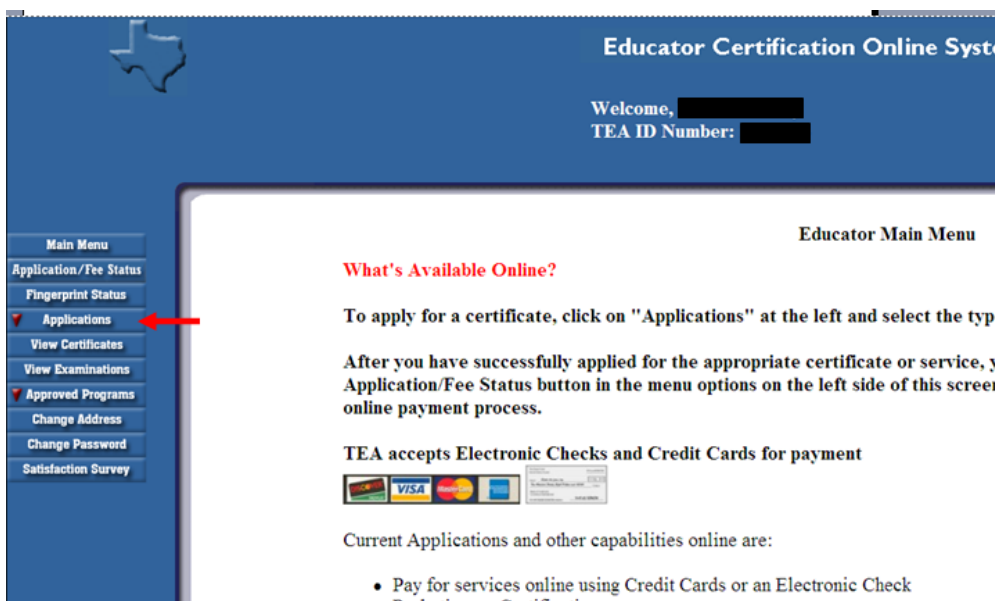 Educator Certification Online Syst
Welcome,
TEA ID Number:
Main Menu
Application/Fee Status
Fingerprint Status
Applications
View Certificates
View Examinations
Approved Programs
Change Address
Change Password
Satisfaction Survey
Educator Main Menu
What's Available Online?
To apply for a certificate, click on "Applications" at the left and select the typ
After you have successfully applied for the appropriate certificate or service, y
Application/Fee Status button in the menu options on the left side of this screen
online payment process.
TEA accepts Electronic Checks and Credit Cards for payment
VISA
MasterCard
Current Applications and other capabilities online are:
• Pay for services online using Credit Cards or an Electronic Check